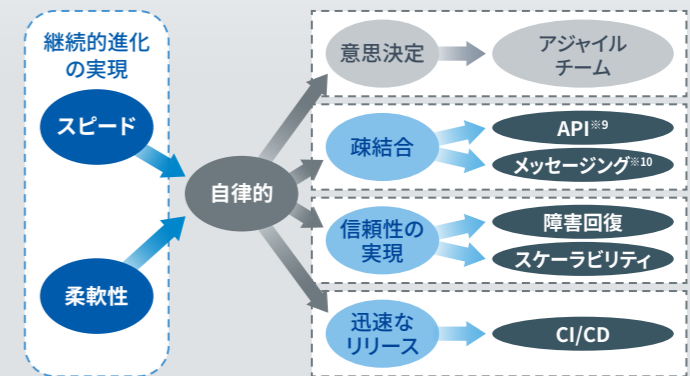 継続的進化
の実現
スピード
柔軟性
自律的
意思決定
アジャイル
チーム
疎結合
API※9
メッセージング※10
信頼性の
実現
障害回復
スケーラビリティ
迅速な
リリース
CI/CD